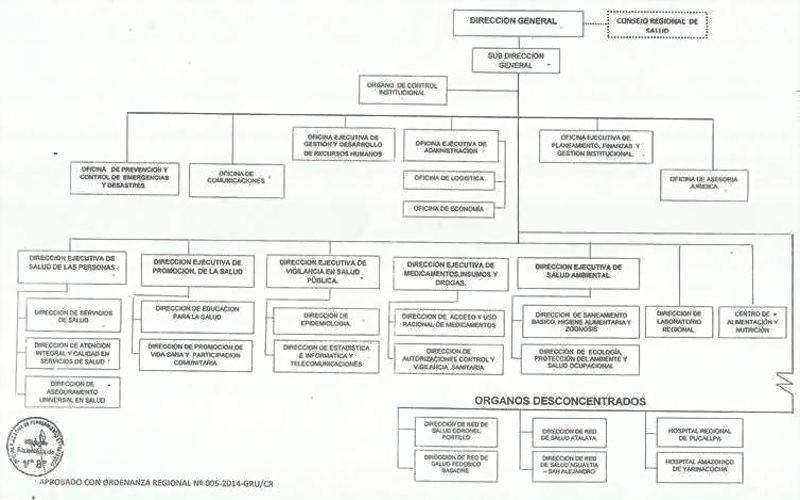 DIRECCION GENERAL
CONSEJO REGIONAL DE
SALUD
SUB DIRECCION
GENERAL
ORGANO DE CONTROL
INSTITUCIONAL
OFICINA DE PREVENCION Y
CONTROL DE EMERGENCIAS
Y DESASTRES
OFICINA DE
COMUNICACIONES
OFICINA EJECUTIVA DE
GESTION Y DESARROLLO
DE RECURSOS HUMANOS
OFICINA EJECUTIVA DE
ADMINISTRACION
OFICINA DE LOGISTICA
OFICINA DE ECONOMÍA
OFICINA EJECUTIVA DE
PLANEAMIENTO, FINANZAS Y
GESTION INSTITUCIONAL
OFICINA DE ASESORIA
JURIDICA
DIRECCION EJECUTIVA DE
SALUD DE LAS PERSONAS
DIRECCION DE SERVICIOS
DE SALUD
DIRECCION DE ATENCION
INTEGRAL Y CALIDAD EN
SERVICIOS DE SALUD
DIRECCION DE
ASEGURAMIENTO
UNIVERSAL EN SALUD
DIRECCION EJECUTIVA DE
PROMOCION, DE LA SALUD
DIRECCION DE EDUCACION
PARA LA SALUD
DIRECCION DE PROMOCION DE
VIDA SANA Y PARTICIPACION
COMUNITARIA
DIRECCION EJECUTIVA DE
VIGILANCIA EN SALUD
PÚBLICA.
DIRECCION DE
EPIDEMIOLOGIA.
DIRECCION DE ESTADISTICA
E INFORMATICA Y
TELECOMUNICACIONES
DIRECCION EJECUTIVA DE
MEDICAMENTOS,INSUMOS Y
DROGAS.
DIRECCION DE ACCESO Y USO
RACIONAL DE MEDICAMENTOS
DIRECCION DE
AUTORIZACIONES CONTROL Y
VIGILANCIA SANITARIA
DIRECCION EJECUTIVA DE
SALUD AMBIENTAL
DIRECCION DE SANEAMIENTO
BASICO, HIGIENE ALIMENTARIA Y
ZOONOSIS
DIRECCION DE ECOLOGÍA,
PROTECCIÓN DEL AMBIENTE Y
SALUD OCUPACIONAL
DIRECCION DE
LABORATORIO
REGIONAL
CENTRO DE
ALIMENTACIÓN Y
NUTRICIÓN
ORGANOS DESCONCENTRADOS
DIRECCION DE RED DE
SALUD CORONEL
PORTILLO
DIRECCION DE RED DE
SALUD FEDERICO
BASADRE
DIRECCION DE RED
DE SALUD ATALAYA
DIRECCION DE RED
DE SALUD AGUAYTIA
– SAN ALEJANDRO
HOSPITAL REGIONAL
DE PUCALLPA
HOSPITAL AMAZONICO
DE YARINACOCHA
APROBADO CON ORDENANZA REGIONAL Nº 005-2014-GRU/CR